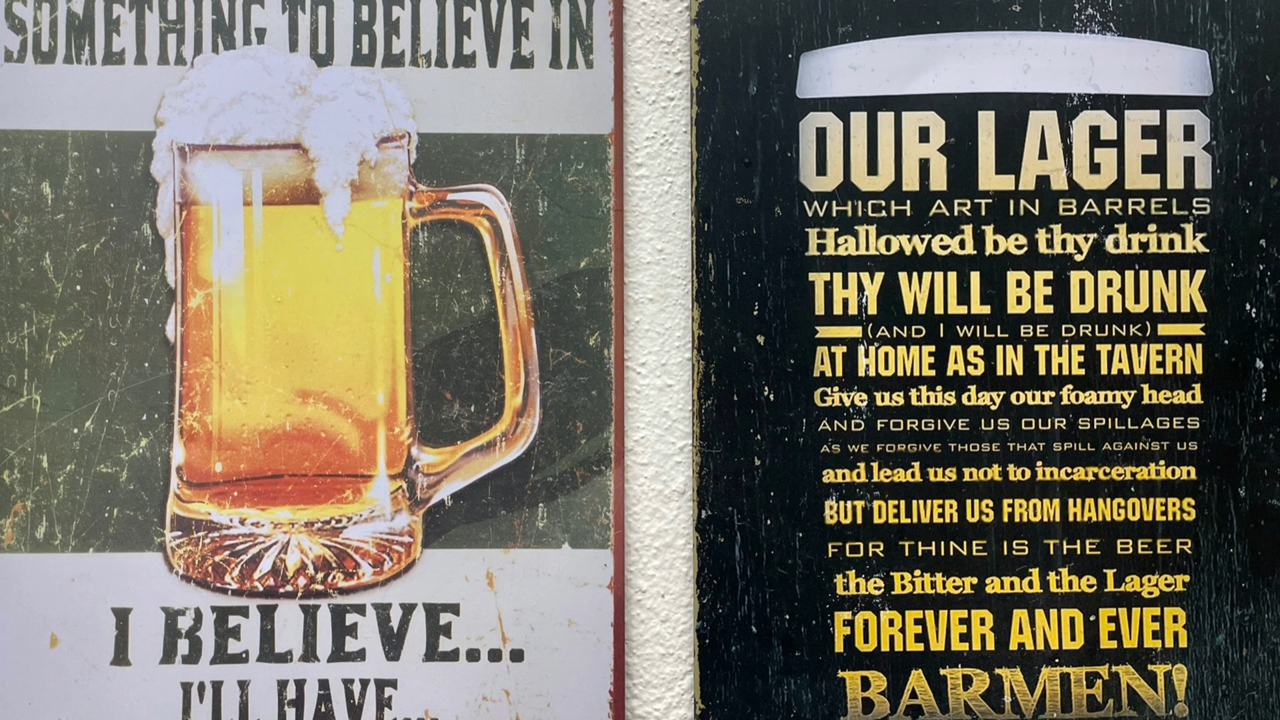 SOMETHING TO BELIEVE IN
I BELIEVE...
I'LL HAVE...
OUR LAGER
WHICH ART IN BARRELS
Hallowed be thy drink
THY WILL BE DRUNK
(AND I WILL BE DRUNK)
AT HOME AS IN THE TAVERN
Give us this day our foamy head
AND FORGIVE US OUR SPILLAGES
AS WE FORGIVE THOSE THAT SPILL AGAINST US
and lead us not to incarceration
BUT DELIVER US FROM HANGOVERS
FOR THINE IS THE BEER
the Bitter and the Lager
FOREVER AND EVER
BARMEN!